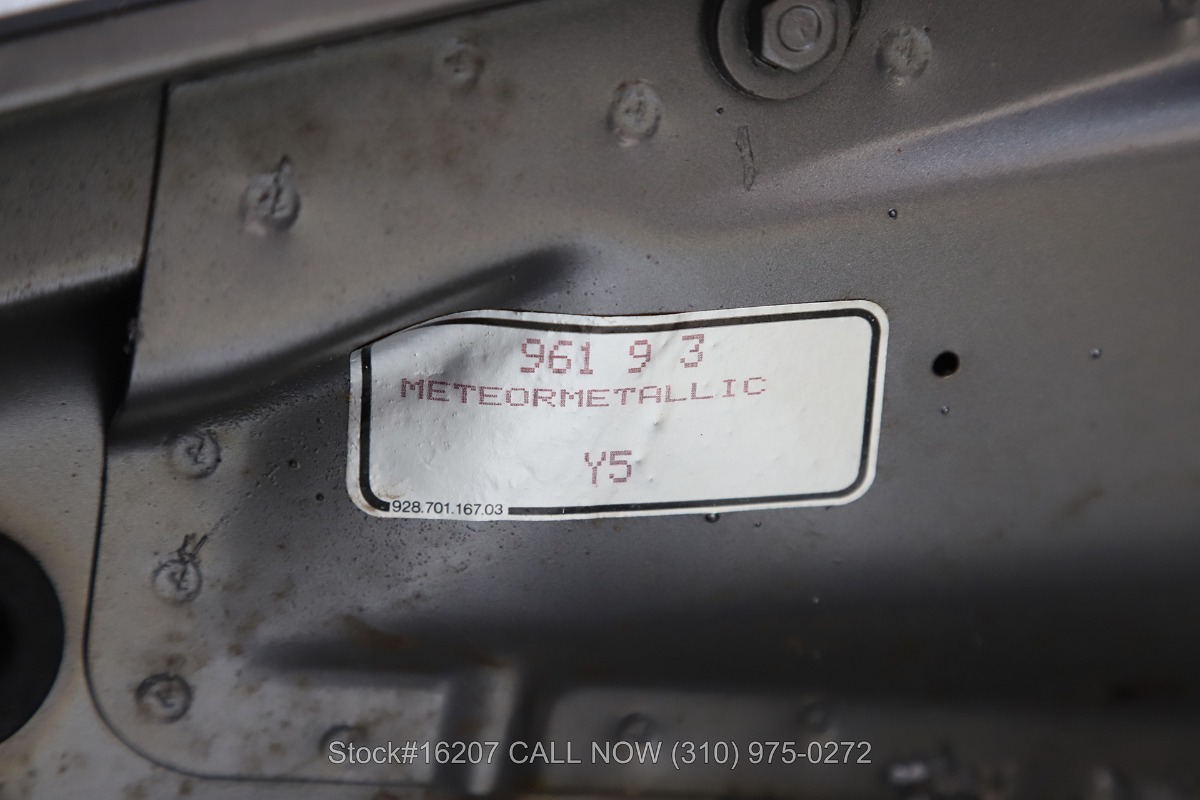 961 9 3
METEORMETALLIC
Y5
928.701.167.03
Stock#16207 CALL NOW (310) 975-0272